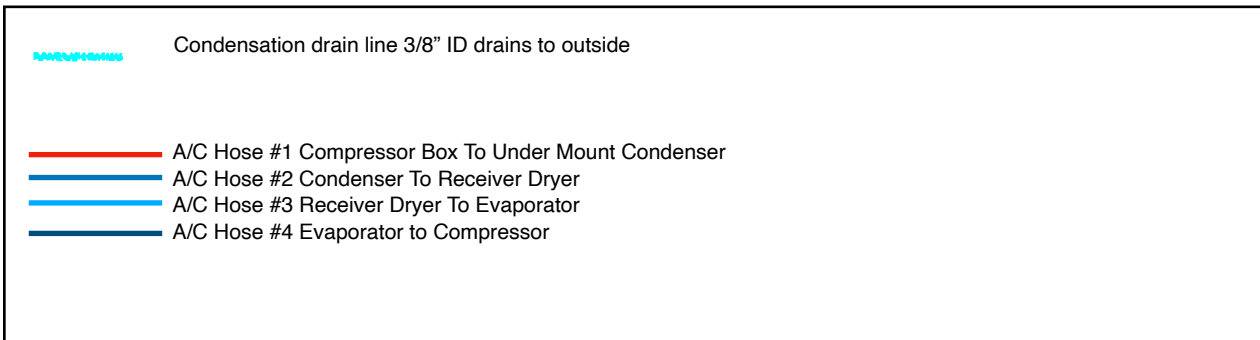 Condensation drain line 3/8” ID drains to outside
A/C Hose #1 Compressor Box To Under Mount Condenser
A/C Hose #2 Condenser To Receiver Dryer
A/C Hose #3 Receiver Dryer To Evaporator
A/C Hose #4 Evaporator to Compressor